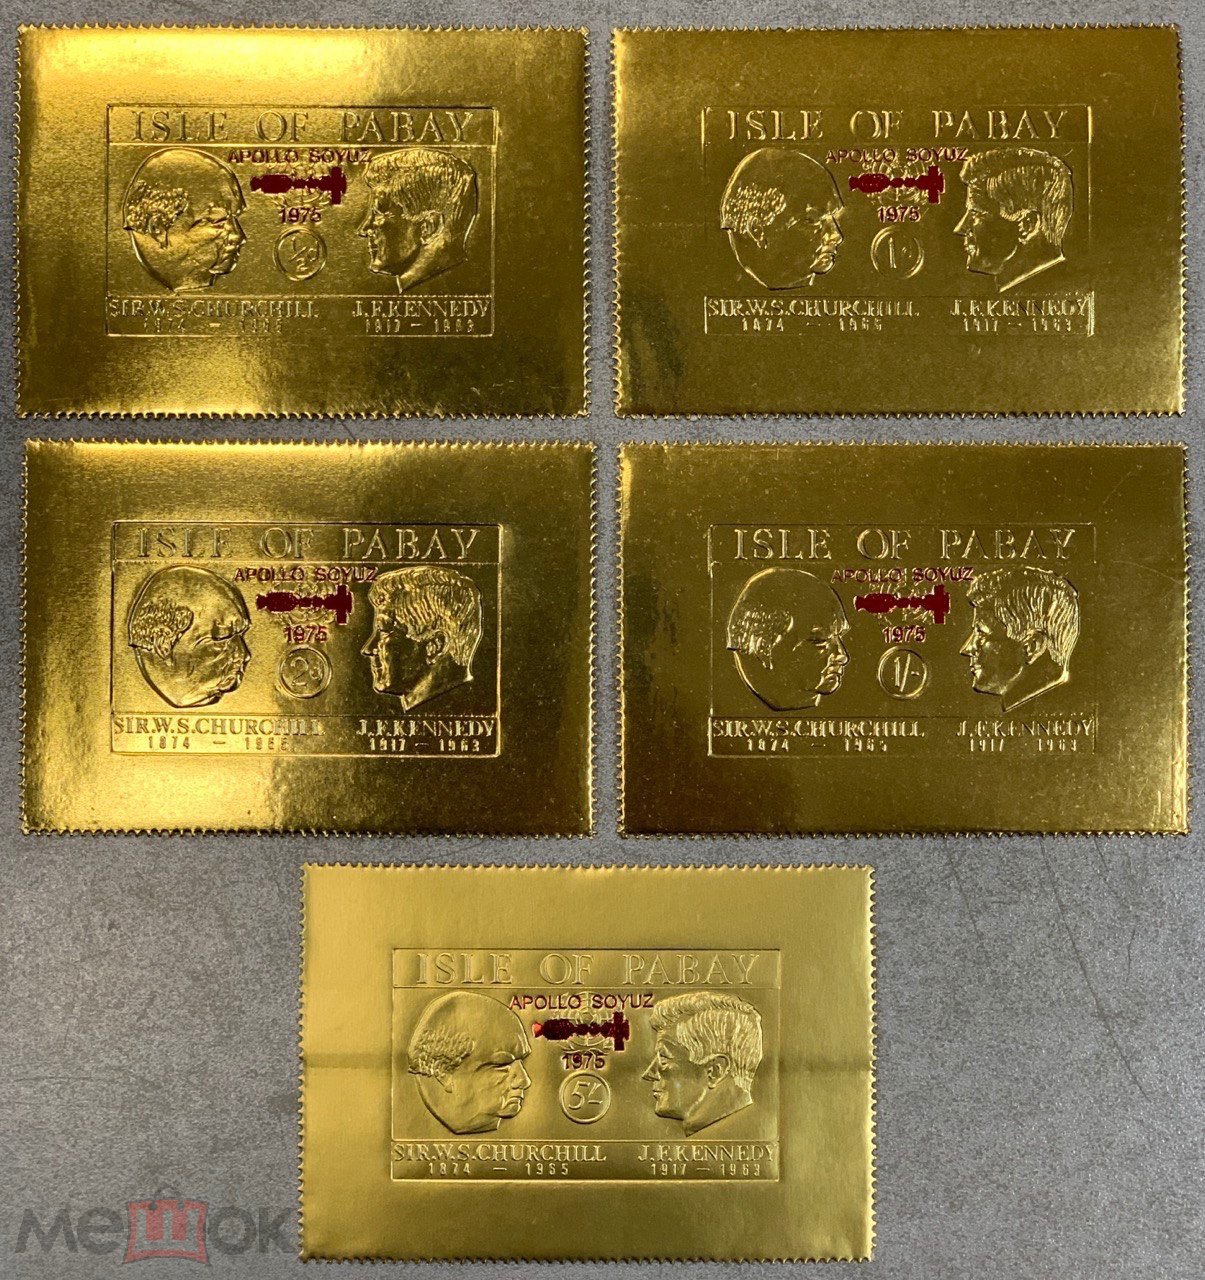 ISLE OF PABAY
APOLLO SOYUZ
1975
½
SIR.W.S.CHURCHILL J.F.KENNEDY
1874 — 1965 1917 — 1963
ISLE OF PABAY
APOLLO SOYUZ
1975
SIR.W.S.CHURCHILL J.F.KENNEDY
1874 — 1965 1917 — 1963
ISLE OF PABAY
APOLLO SOYUZ
1975
SIR.W.S.CHURCHILL J.F.KENNEDY
1874 — 1965 1917 — 1963
ISLE OF PABAY
APOLLO SOYUZ
1975
1/-
SIR.W.S.CHURCHILL J.F.KENNEDY
1874 — 1965 1917 — 1963
ISLE OF PABAY
APOLLO SOYUZ
1975
5/-
SIR.W.S.CHURCHILL J.F.KENNEDY
1874 — 1965 1917 — 1963
мешок